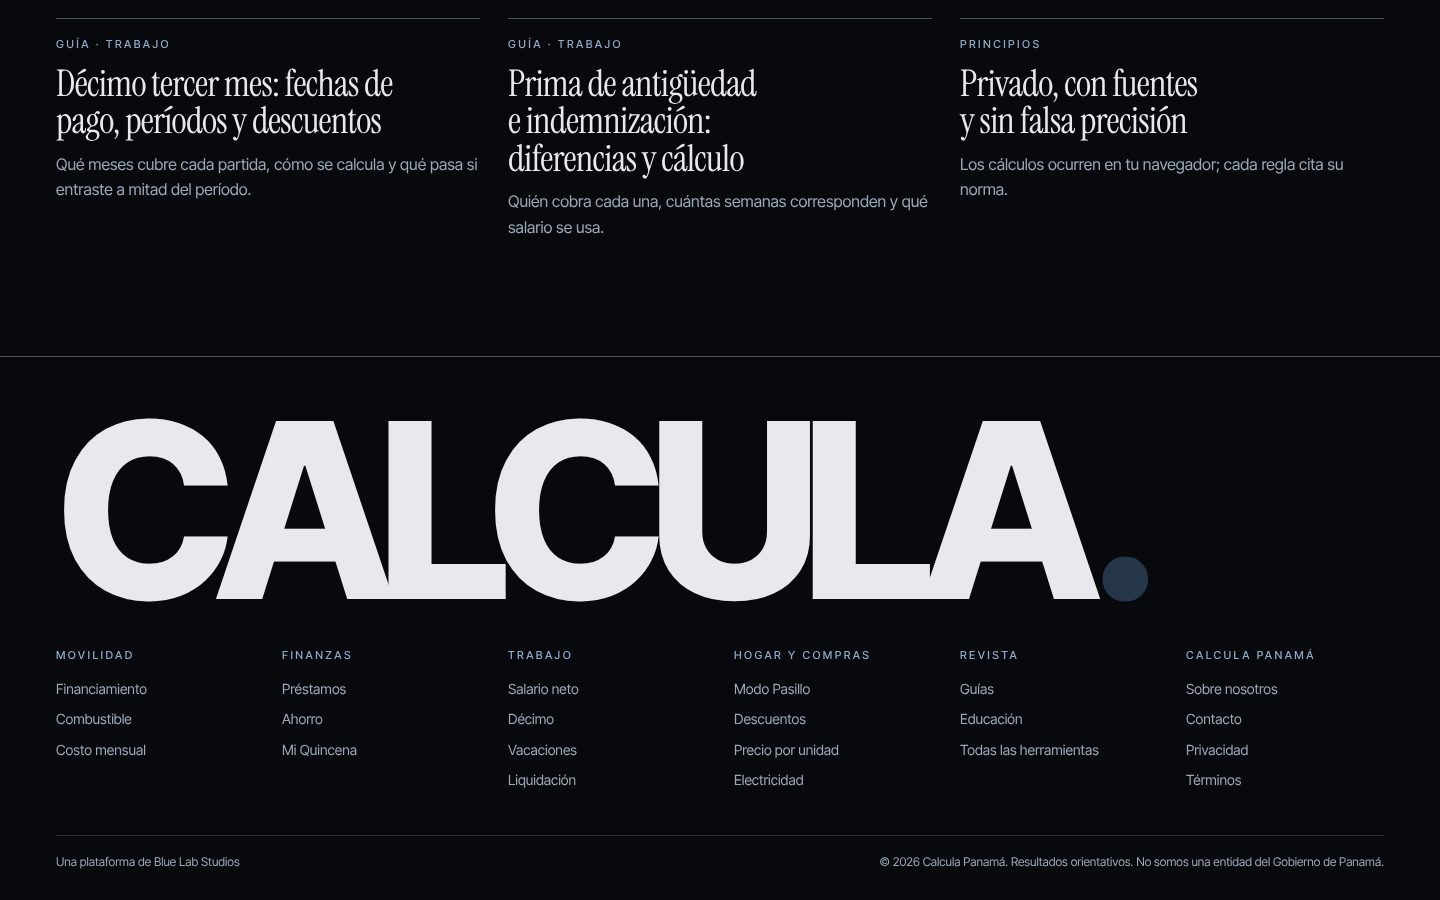 GUÍA · TRABAJO
Décimo tercer mes: fechas de
pago, períodos y descuentos
Qué meses cubre cada partida, cómo se calcula y qué pasa si
entraste a mitad del período.
GUÍA · TRABAJO
Prima de antigüedad
e indemnización:
diferencias y cálculo
Quién cobra cada una, cuántas semanas corresponden y qué
salario se usa.
PRINCIPIOS
Privado, con fuentes
y sin falsa precisión
Los cálculos ocurren en tu navegador; cada regla cita su
norma.
CALCULA.
MOVILIDAD
Financiamiento
Combustible
Costo mensual
FINANZAS
Préstamos
Ahorro
Mi Quincena
TRABAJO
Salario neto
Décimo
Vacaciones
Liquidación
HOGAR Y COMPRAS
Modo Pasillo
Descuentos
Precio por unidad
Electricidad
REVISTA
Guías
Educación
Todas las herramientas
CALCULA PANAMÁ
Sobre nosotros
Contacto
Privacidad
Términos
Una plataforma de Blue Lab Studios
© 2026 Calcula Panamá. Resultados orientativos. No somos una entidad del Gobierno de Panamá.